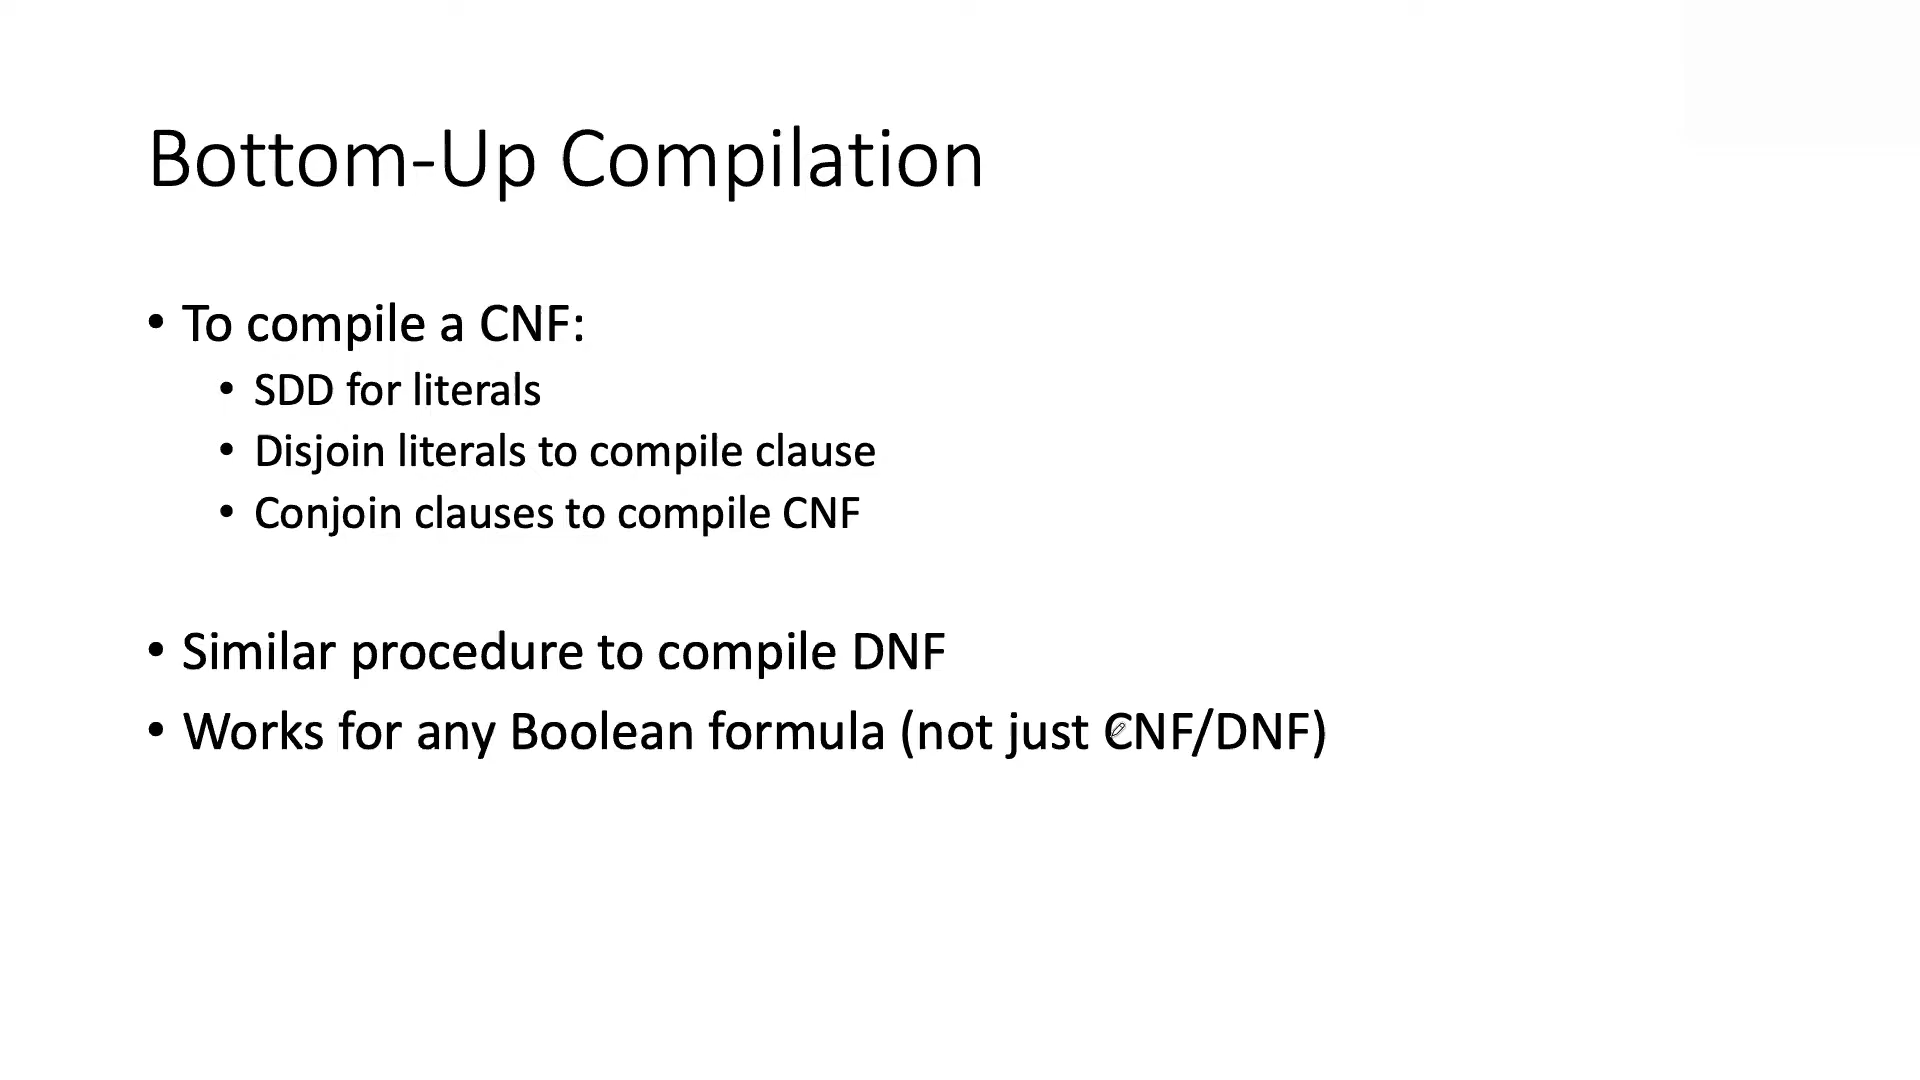 Bottom-Up Compilation
• To compile a CNF:
• SDD for literals
• Disjoin literals to compile clause
• Conjoin clauses to compile CNF
• Similar procedure to compile DNF
• Works for any Boolean formula (not just CNF/DNF)